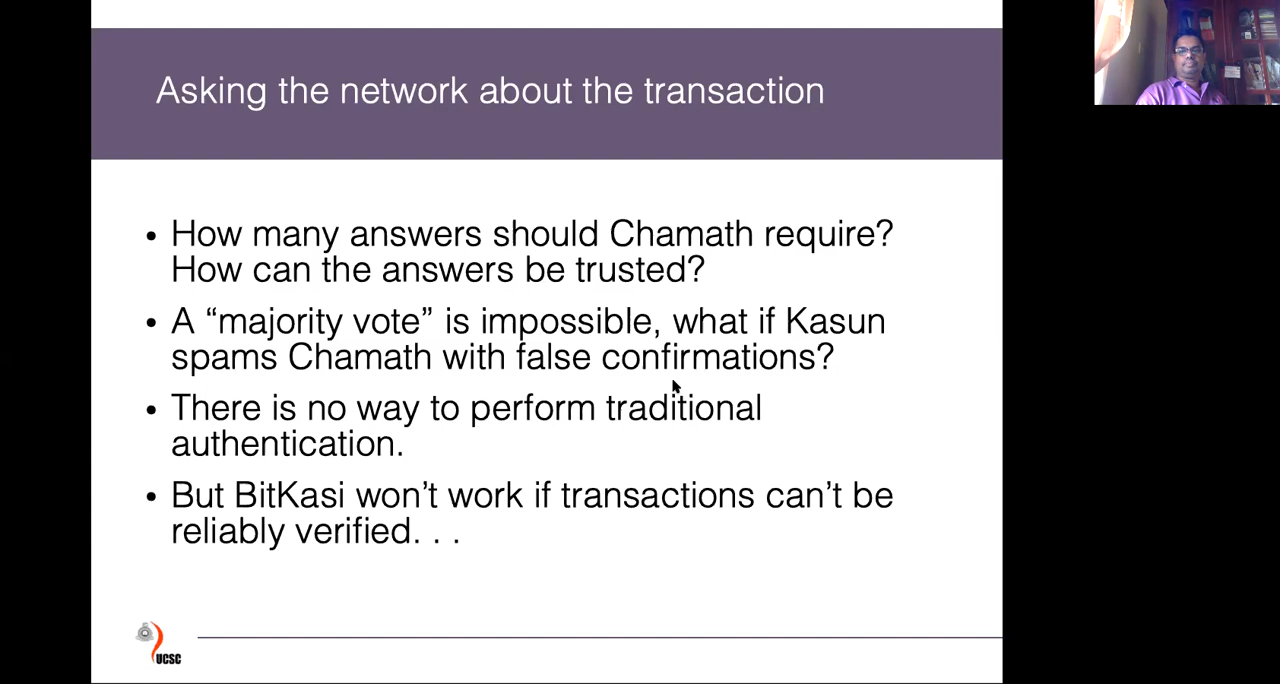 Asking the network about the transaction
• How many answers should Chamath require?
How can the answers be trusted?
• A “majority vote” is impossible, what if Kasun
spams Chamath with false confirmations?
• There is no way to perform traditional
authentication.
• But BitKasi won’t work if transactions can’t be
reliably verified. . .
UCSC